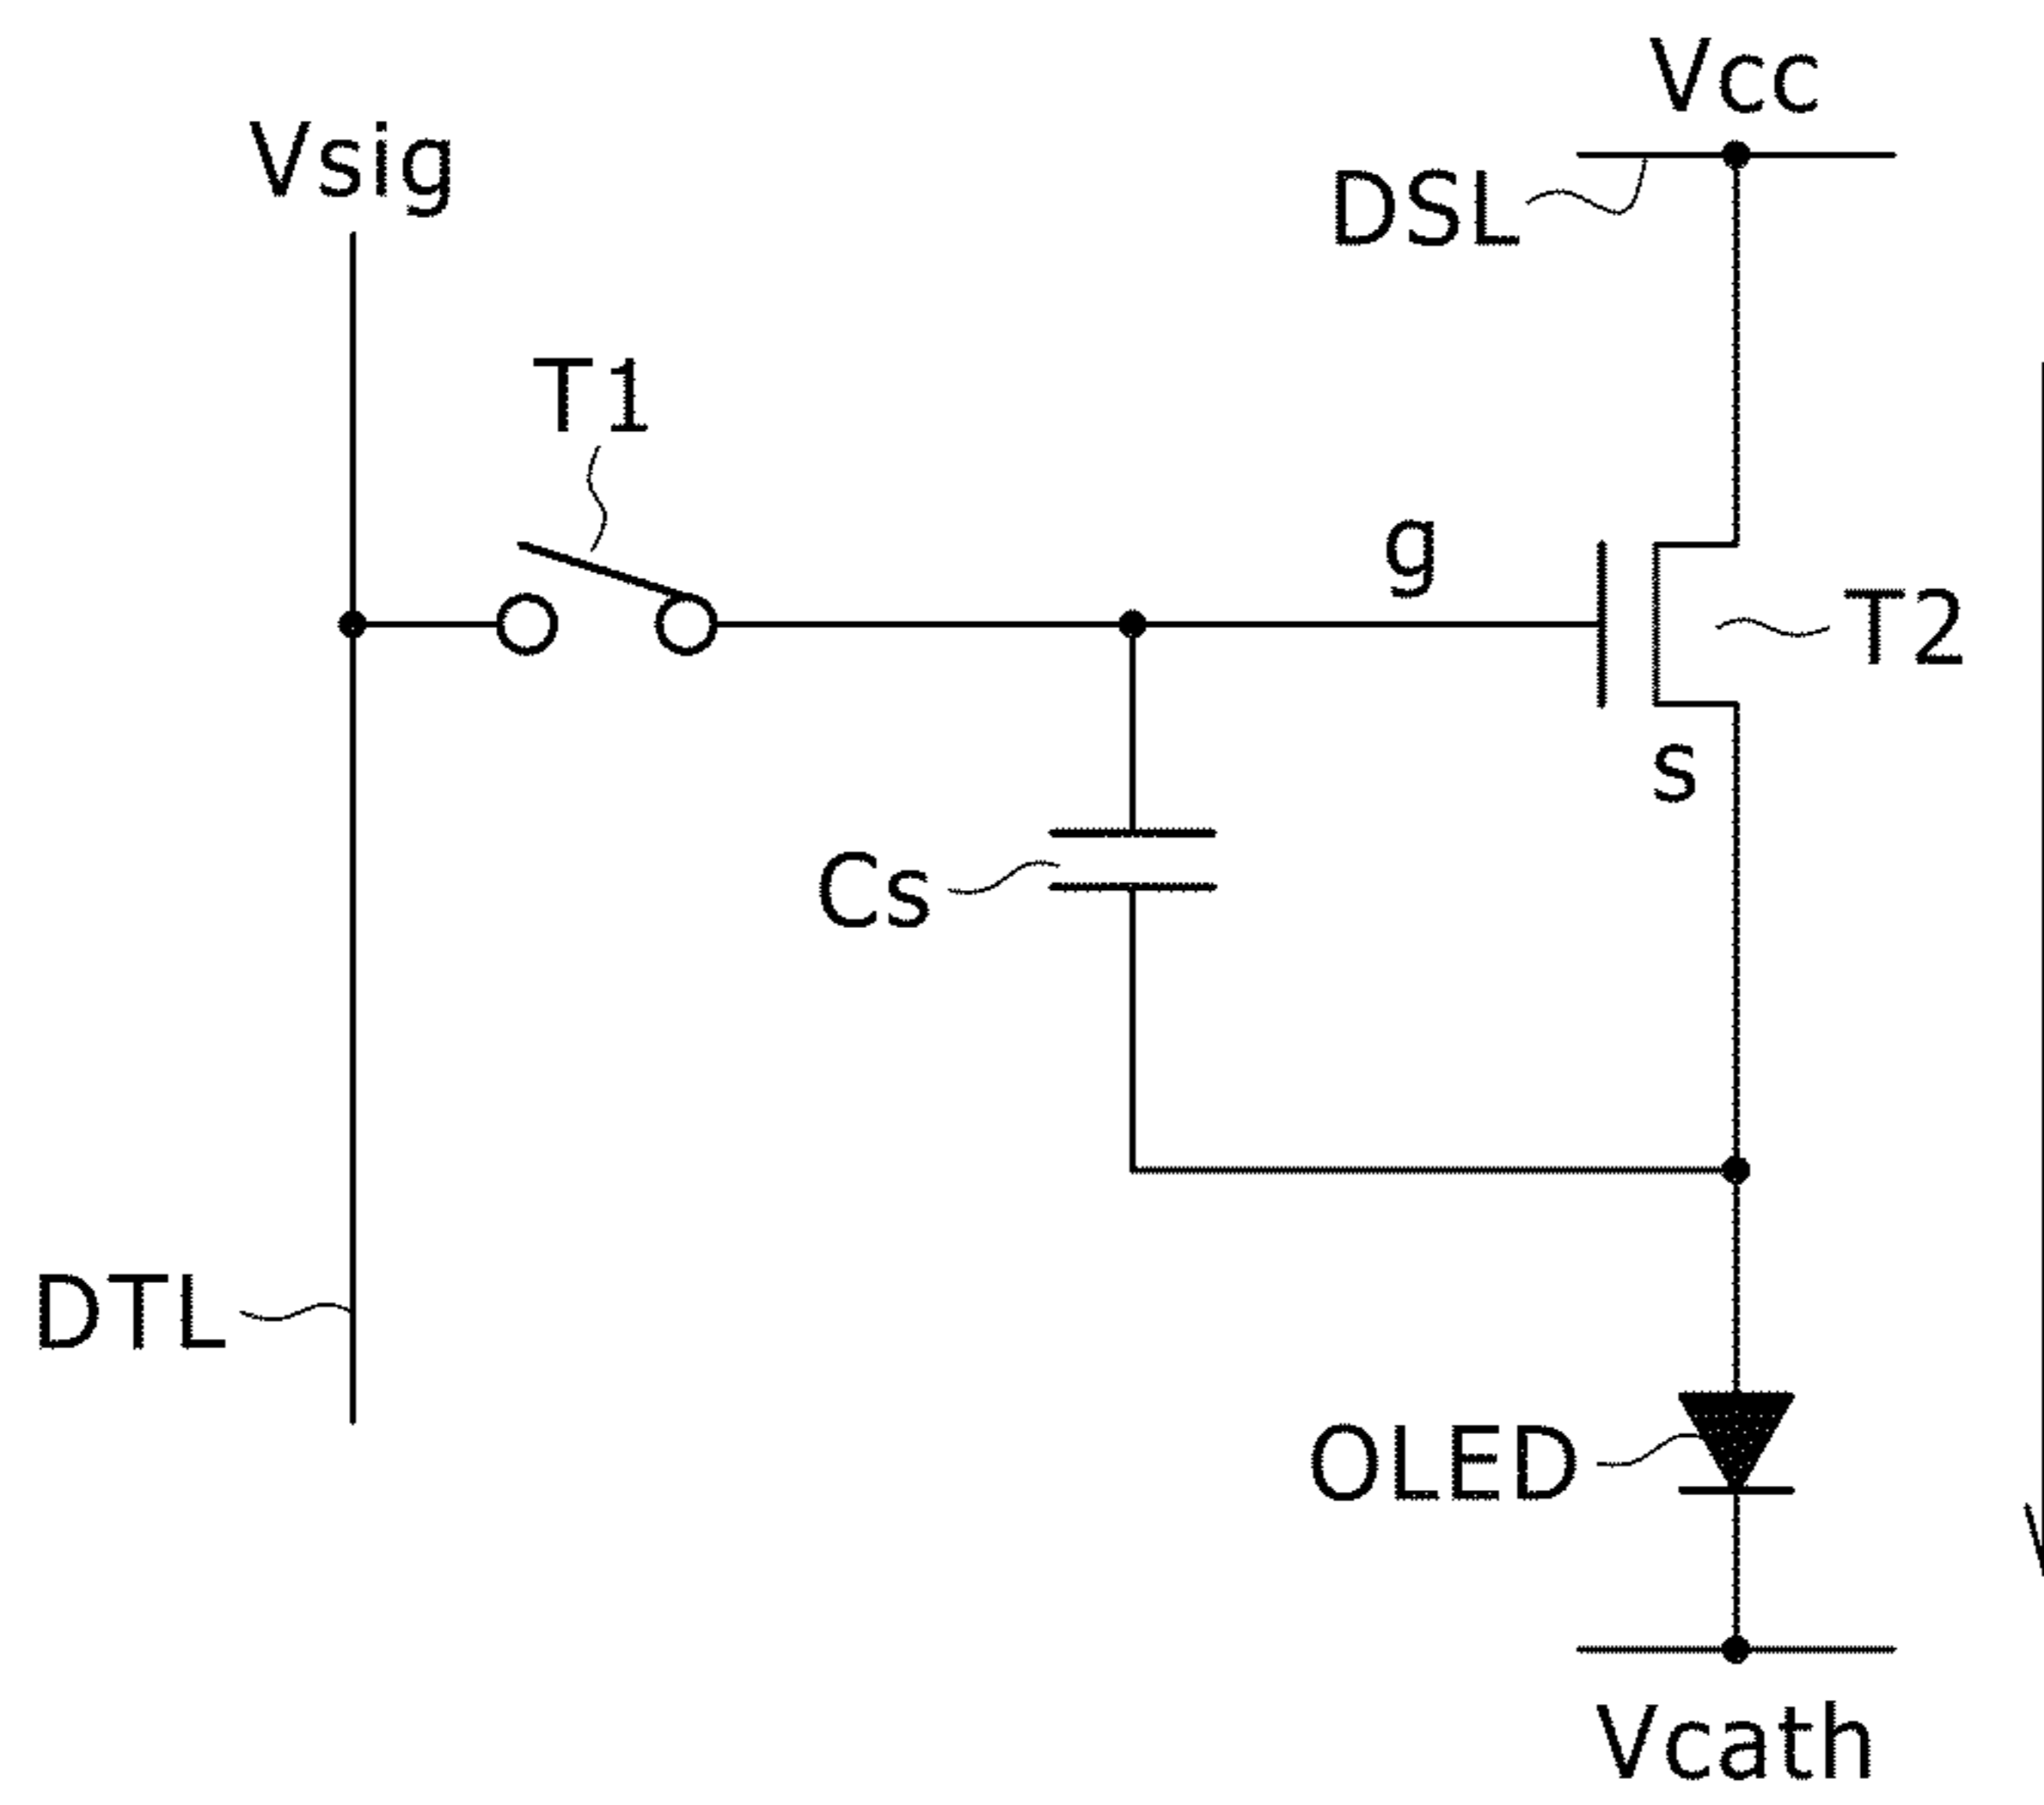 Vcc
Vsig
DSL
T1
g
T2
s
Cs
DTL
OLED
Vcath